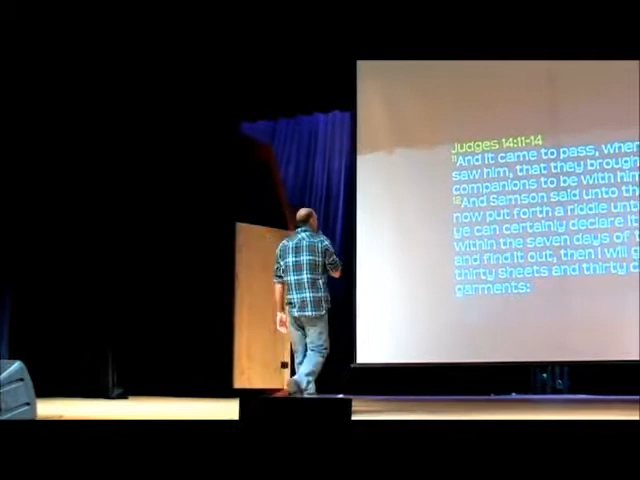 Judges 14:11-14
11And it came to pass, when
saw him, that they brough
companions to be with him
12And Samson said unto th
now put forth a riddle unt
ye can certainly declare it
within the seven days of t
and find it out, then I will g
thirty sheets and thirty c
garments: